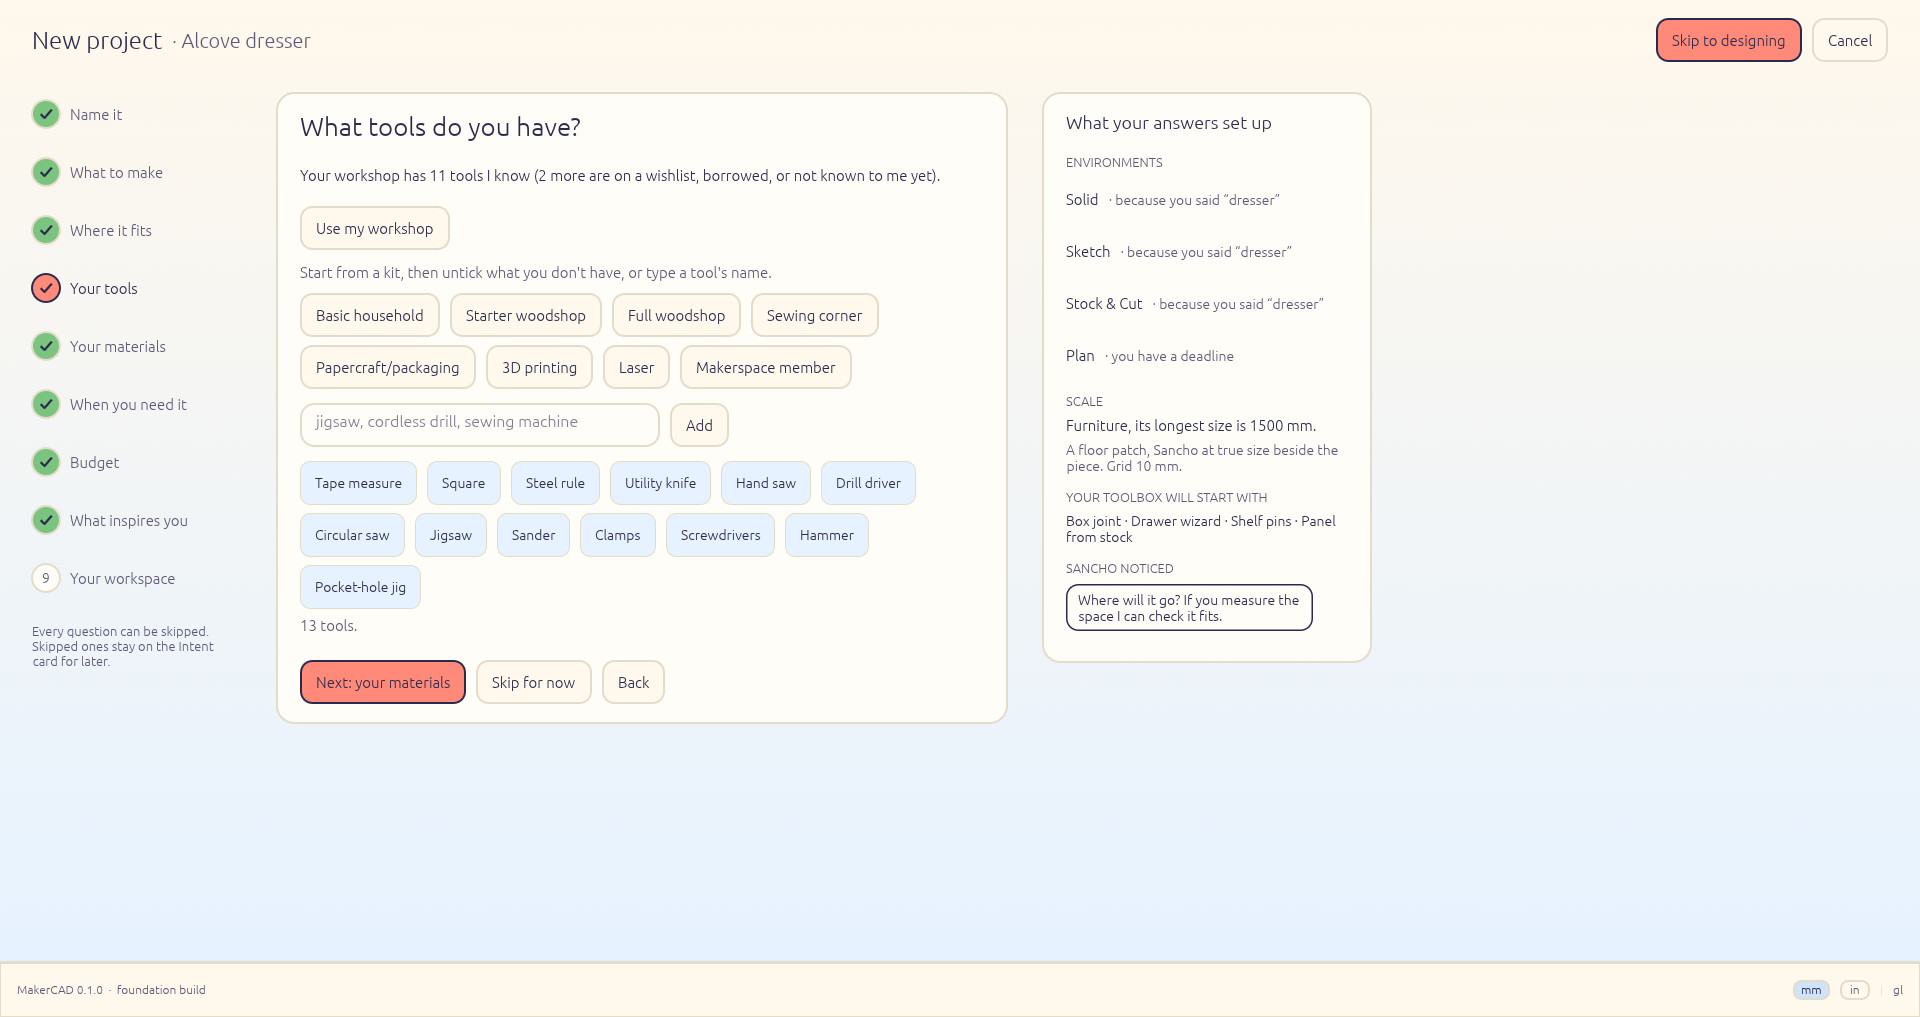 New project · Alcove dresser
Skip to designing
Cancel
Name it
What to make
Where it fits
Your tools
Your materials
When you need it
Budget
What inspires you
9 Your workspace
Every question can be skipped.
Skipped ones stay on the Intent
card for later.
What tools do you have?
Your workshop has 11 tools I know (2 more are on a wishlist, borrowed, or not known to me yet).
Use my workshop
Start from a kit, then untick what you don't have, or type a tool's name.
Basic household Starter woodshop Full woodshop Sewing corner
Papercraft/packaging 3D printing Laser Makerspace member
jigsaw, cordless drill, sewing machine Add
Tape measure Square Steel rule Utility knife Hand saw Drill driver
Circular saw Jigsaw Sander Clamps Screwdrivers Hammer
Pocket-hole jig
13 tools.
Next: your materials Skip for now Back
What your answers set up
ENVIRONMENTS
Solid · because you said “dresser”
Sketch · because you said “dresser”
Stock & Cut · because you said “dresser”
Plan · you have a deadline
SCALE
Furniture, its longest size is 1500 mm.
A floor patch, Sancho at true size beside the
piece. Grid 10 mm.
YOUR TOOLBOX WILL START WITH
Box joint · Drawer wizard · Shelf pins · Panel
from stock
SANCHO NOTICED
Where will it go? If you measure the
space I can check it fits.
MakerCAD 0.1.0 · foundation build
mm in gl